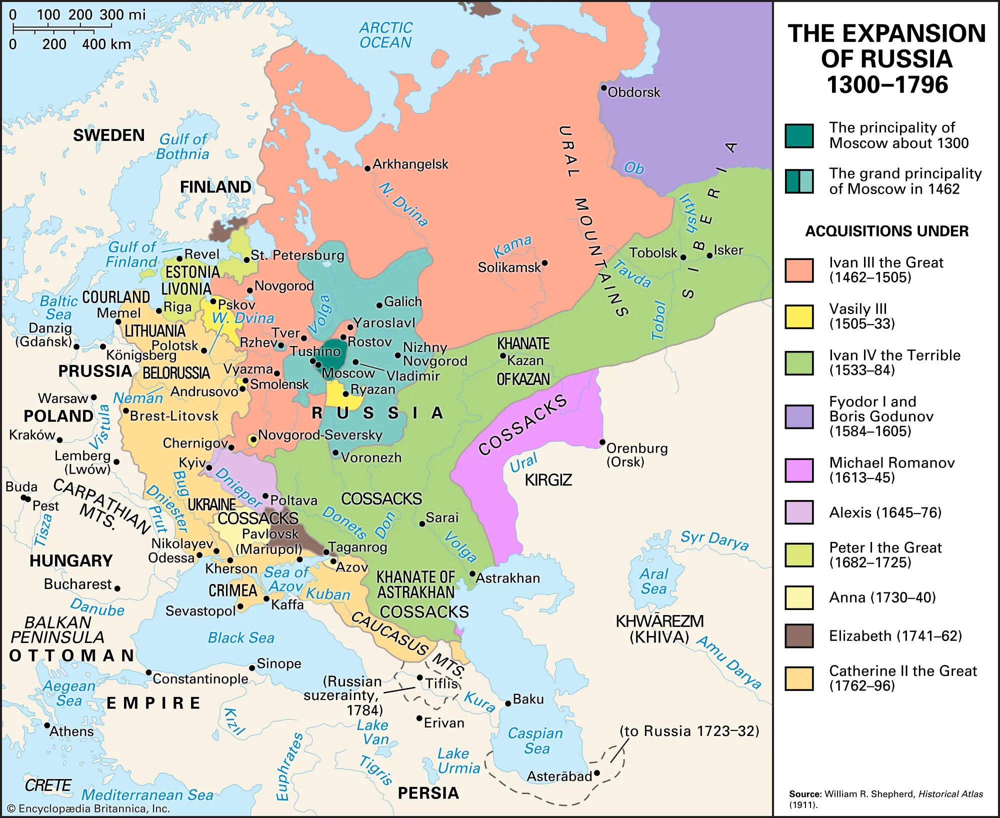 0 100 200 300 mi
0 200 400 km
ARCTIC
OCEAN
Obdorsk
SWEDEN
Gulf of
Bothnia
URAL MOUNTAINS
SIBERIA
Ob
Arkhangelsk
FINLAND
N. Dvina
Irtysh
Gulf of
Finland
Revel
St. Petersburg
Kama
Solikamsk
Tobolsk
Isker
Tavda
ESTONIA
LIVONIA
Novgorod
COURLAND
Baltic
Sea
Memel
Riga
Pskov
W. Dvina
Volga
Galich
Tobol
Danzig
(Gdańsk)
LITHUANIA
Polotsk
Tver
Yaroslavl
Rzhev
Rostov
Tushino
Nizhny
Novgorod
KHANATE
Kazan
OF KAZAN
Königsberg
PRUSSIA
BELORUSSIA
Vyazma
Moscow
Vladimir
Andrusovo
Smolensk
Ryazan
Warsaw
Neman
POLAND
Vistula
Brest-Litovsk
RUSSIA
COSSACKS
Kraków
Chernigov
Novgorod-Seversky
Orenburg
(Orsk)
Lemberg
(Lwów)
Kyiv
Voronezh
Ural
KIRGIZ
Buda
Pest
CARPATHIAN
MTS.
Bug
Dniester
Prut
Tisza
Dnieper
UKRAINE
COSSACKS
Poltava
COSSACKS
Donets
Don
Sarai
Volga
Pavlovsk
(Mariupol)
Nikolayev
Odessa
Taganrog
Syr Darya
HUNGARY
Kherson
Sea of
Azov
Azov
KHANATE OF
ASTRAKHAN
Astrakhan
Aral
Sea
Bucharest
CRIMEA
Kuban
COSSACKS
Danube
Sevastopol
Kaffa
BALKAN
PENINSULA
Black Sea
CAUCASUS
MTS.
KHWĀREZM
(KHIVA)
Amu Darya
OTTOMAN
Sinope
Constantinople
(Russian
suzerainty,
1784)
Tiflis
Kura
Baku
Aegean
Sea
EMPIRE
Kızıl
Erivan
Athens
Lake
Van
Caspian
Sea
(to Russia 1723–32)
Euphrates
Tigris
Lake
Urmia
Asterābad
CRETE
Mediterranean Sea
PERSIA
© Encyclopædia Britannica, Inc.
THE EXPANSION
OF RUSSIA
1300–1796
The principality of
Moscow about 1300
The grand principality
of Moscow in 1462
ACQUISITIONS UNDER
Ivan III the Great
(1462–1505)
Vasily III
(1505–33)
Ivan IV the Terrible
(1533–84)
Fyodor I and
Boris Godunov
(1584–1605)
Michael Romanov
(1613–45)
Alexis (1645–76)
Peter I the Great
(1682–1725)
Anna (1730–40)
Elizabeth (1741–62)
Catherine II the Great
(1762–96)
Source: William R. Shepherd, Historical Atlas
(1911).